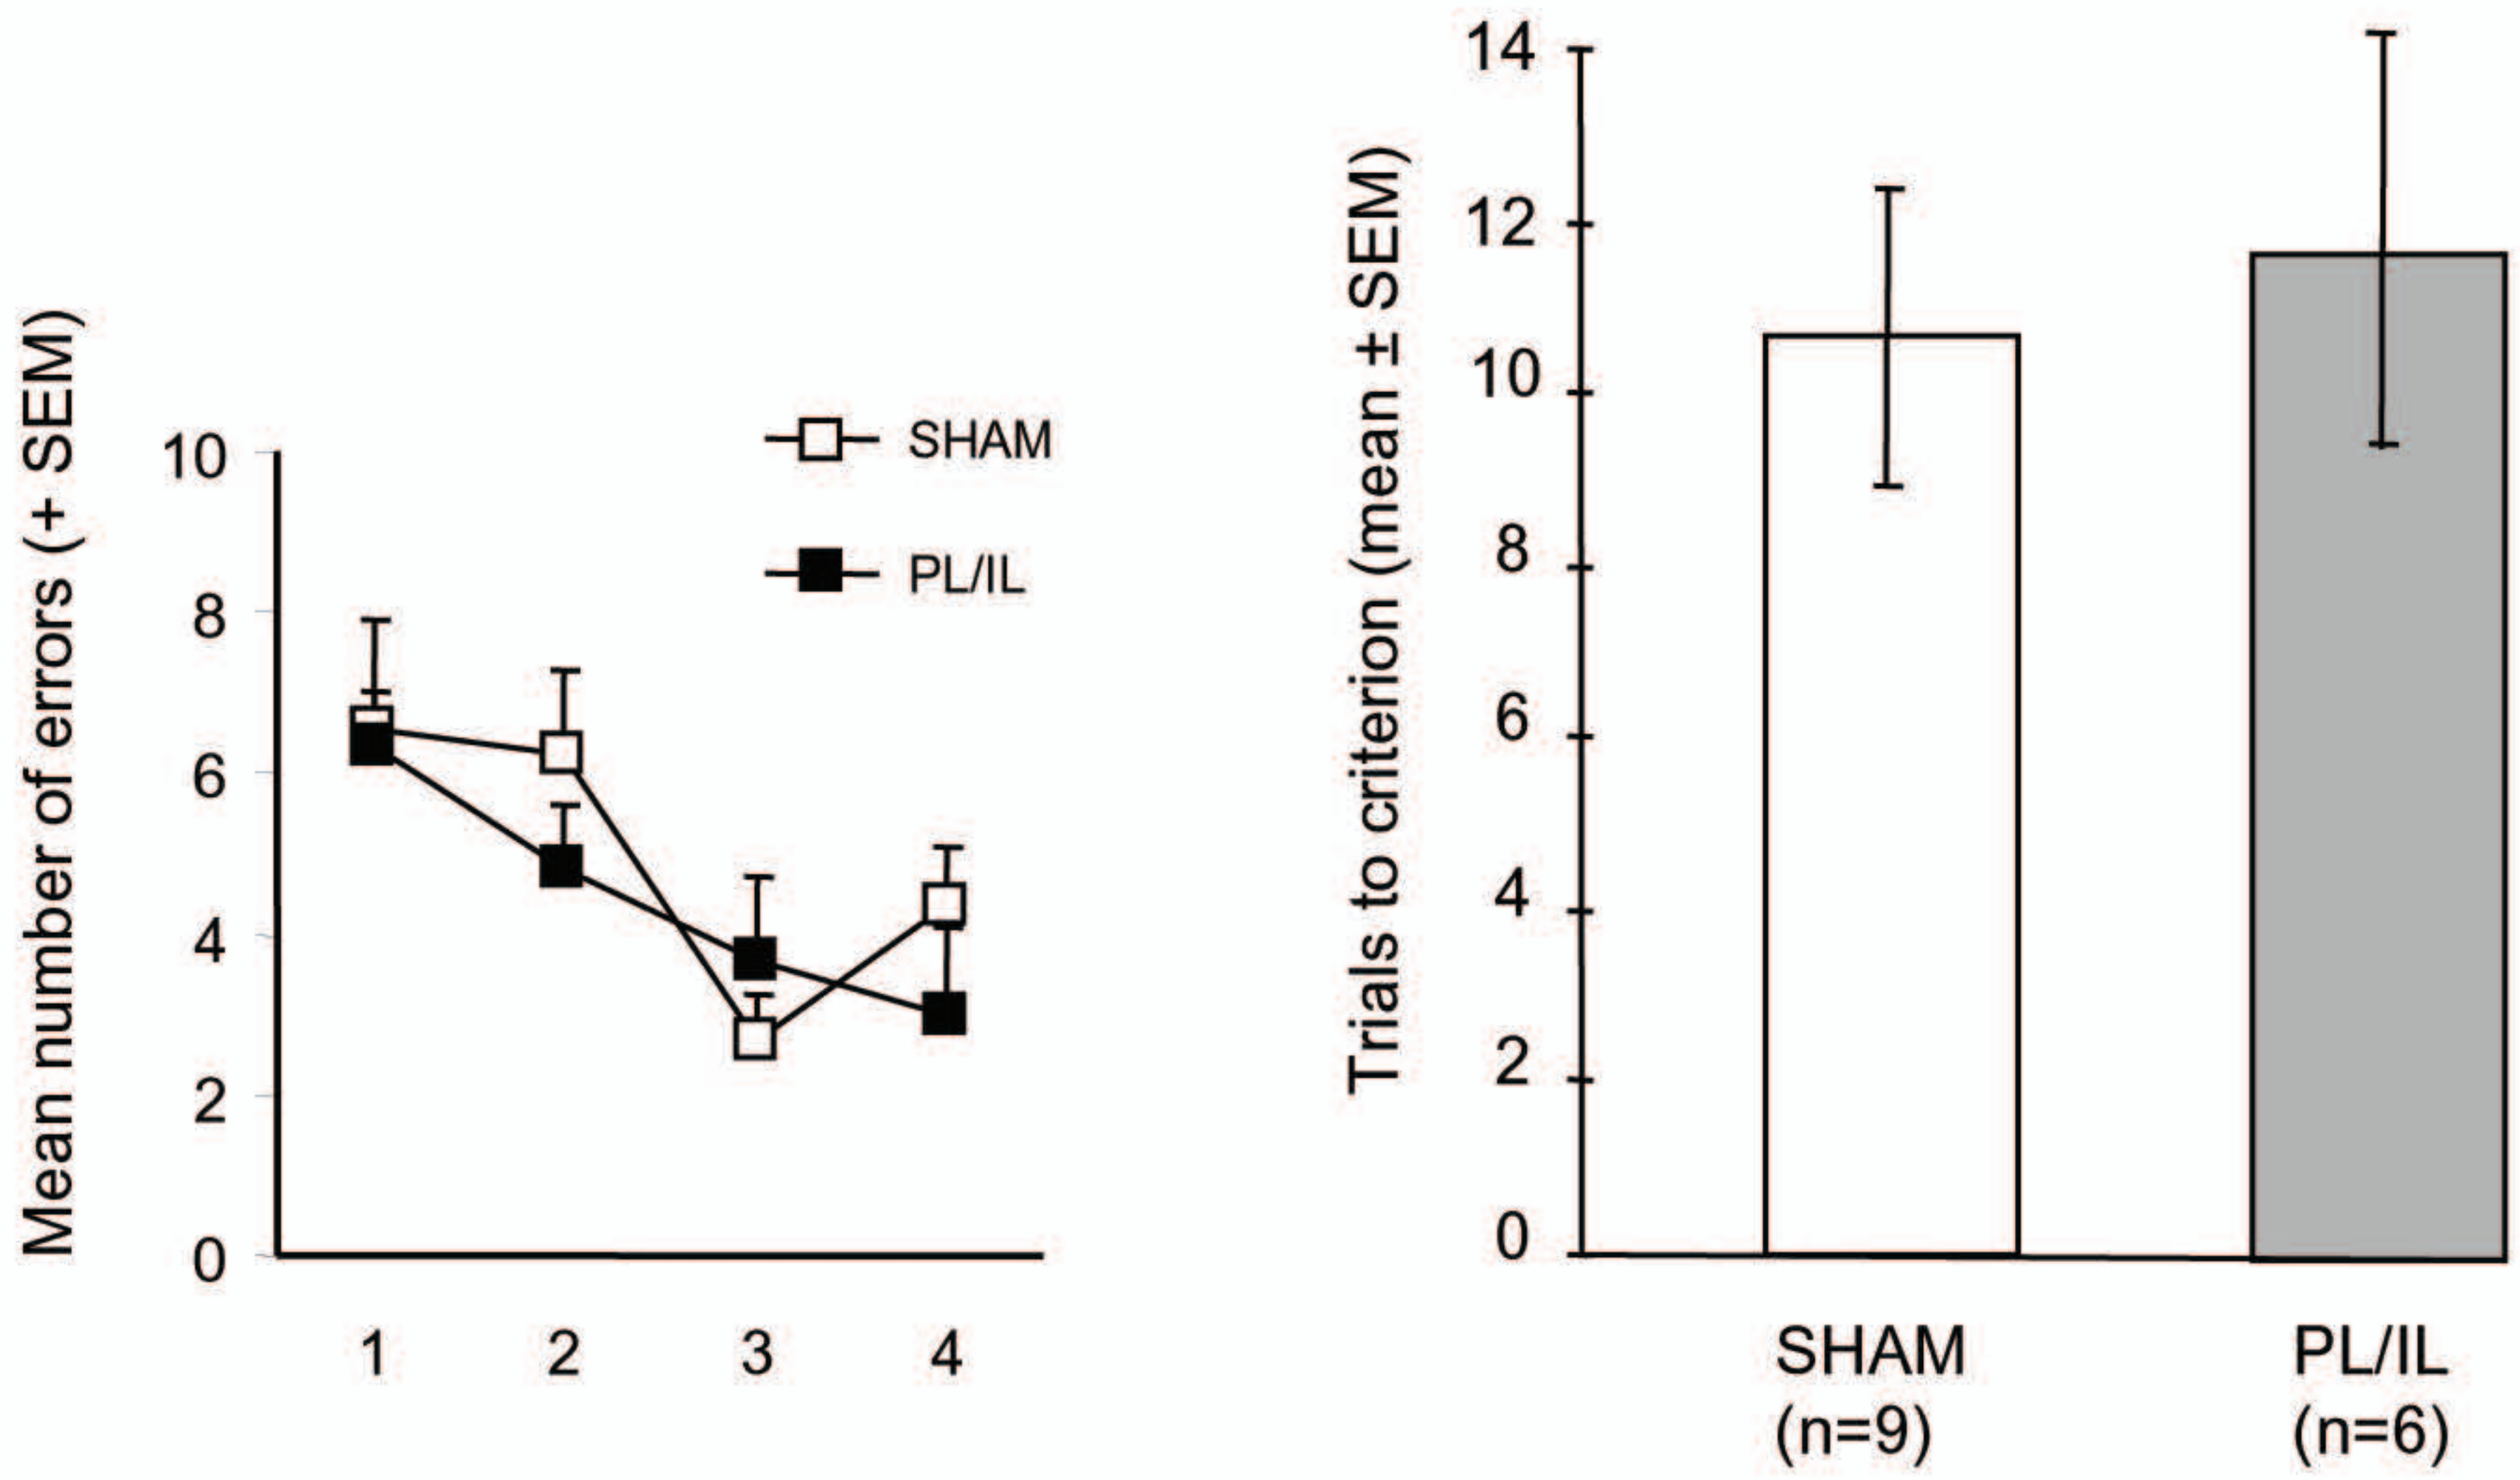 Mean number of errors (+ SEM)
10
8
6
4
2
0
1 2 3 4
SHAM
PL/IL
Trials to criterion (mean ± SEM)
14
12
10
8
6
4
2
0
SHAM
(n=9)
PL/IL
(n=6)